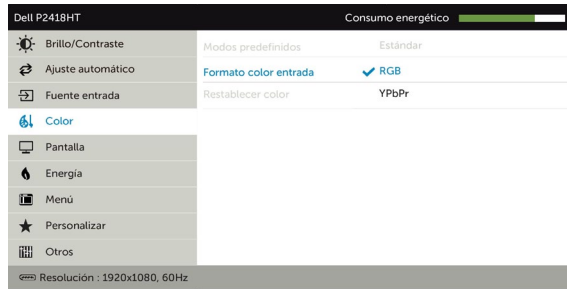 Dell P2418HT Consumo energético
Brillo/Contraste Modos predefinidos Estándar
Ajuste automático Formato color entrada RGB
Fuente entrada Restablecer color YPbPr
Color
Pantalla
Energía
Menú
Personalizar
Otros
Resolución : 1920x1080, 60Hz